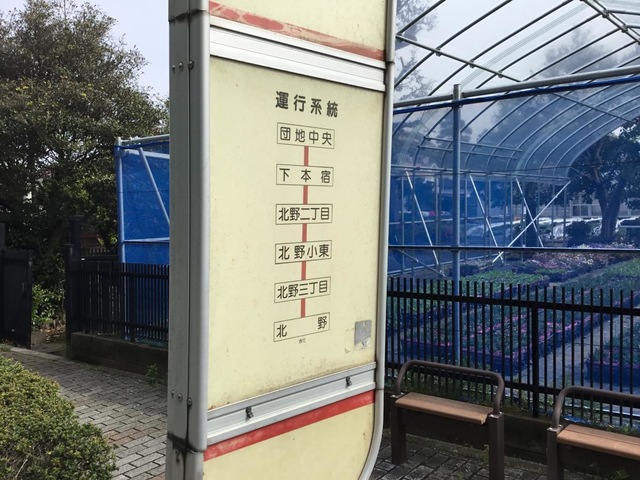 運行系統
団地中央
下本宿
北野二丁目
北野小東
北野三丁目
北野